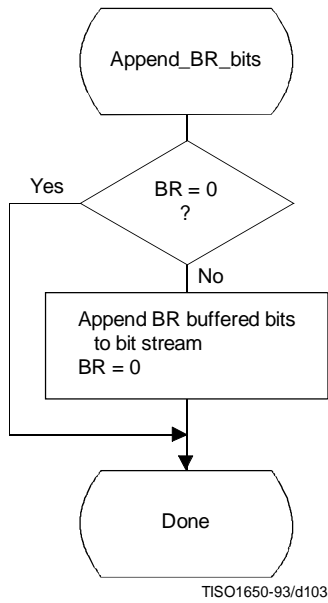 Append_BR_bits
BR = 0
?
Yes
No
Append BR buffered bits
to bit stream
BR = 0
Done
TISO1650-93/d103